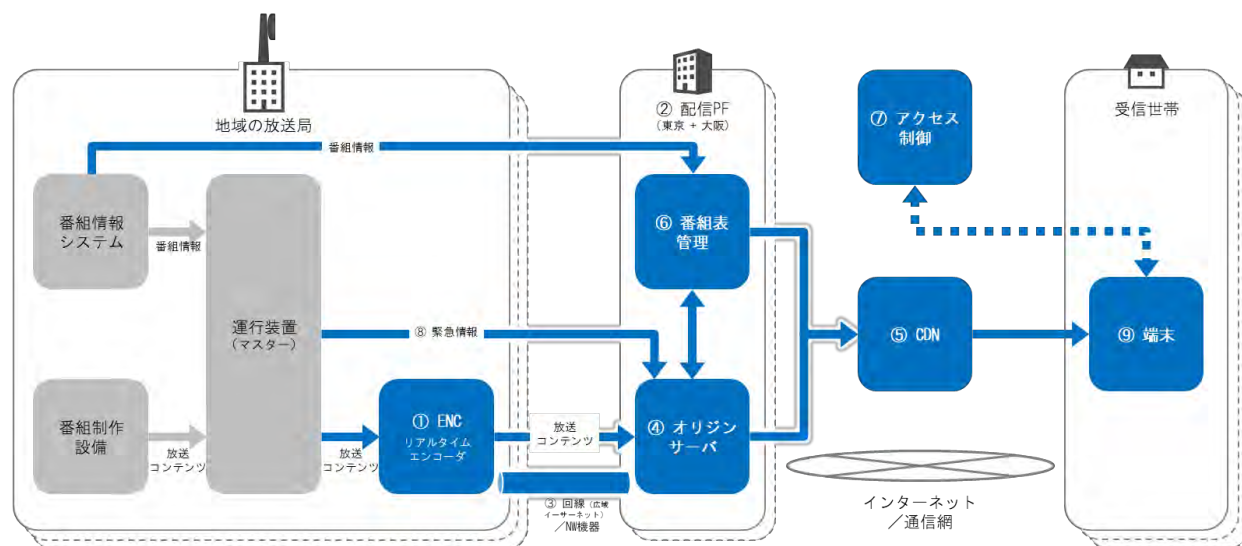 地域の放送局
番組情報
番組情報
システム
番組情報
運行装置
（マスター）
番組制作
設備
放送
コンテンツ
放送
コンテンツ
① ENC
リアルタイム
エンコーダ
⑧ 緊急情報
放送
コンテンツ
③ 回線（広域
イーサーネット）
／NW機器
② 配信PF
（東京 + 大阪）
⑥ 番組表
管理
④ オリジン
サーバ
⑦ アクセス
制御
⑤ CDN
インターネット
／通信網
受信世帯
⑨ 端末